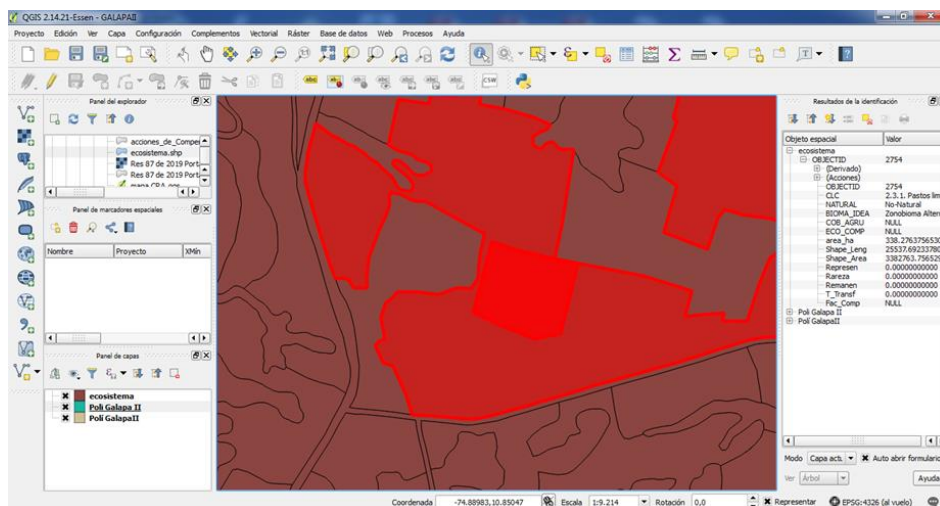 QGIS 2.14.21-Essen - GALAPAII
Proyecto Edición Ver Capa Configuración Complementos Vectorial Ráster Base de datos Web Procesos Ayuda
Panel del explorador
acciones_de_Compe
ecosistema.shp
Res 87 de 2019 Port
Res 87 de 2019 Port
mapa CRA.qgs
Panel de marcadores espaciales
Nombre Proyecto XMín
Panel de capas
ecosistema
Poli Galapa II
Poli GalapaII
Resultados de la identificación
Objeto espacial Valor
ecosistema
OBJECTID 2754
(Derivado)
(Acciones)
OBJECTID 2754
CLC 2.3.1. Pastos lim
NATURAL No-Natural
BIOMA_IDEA Zonobioma Alter
COB_AGRU NULL
ECO_COMP NULL
area_ha 338.2763756530
Shape_Leng 25537.69233780
Shape_Area 3382763.756529
Represen 0.00000000000
Rareza 0.00000000000
Remanen 0.00000000000
T_Transf 0.00000000000
Fac_Comp NULL
Poli Galapa II
Poli GalapaII
Modo Capa act. Auto abrir formulario
Ver Árbol Ayuda
Coordenada -74.88983,10.85047 Escala 1:9.214 Rotación 0,0 Representar EPSG:4326 (al vuelo)